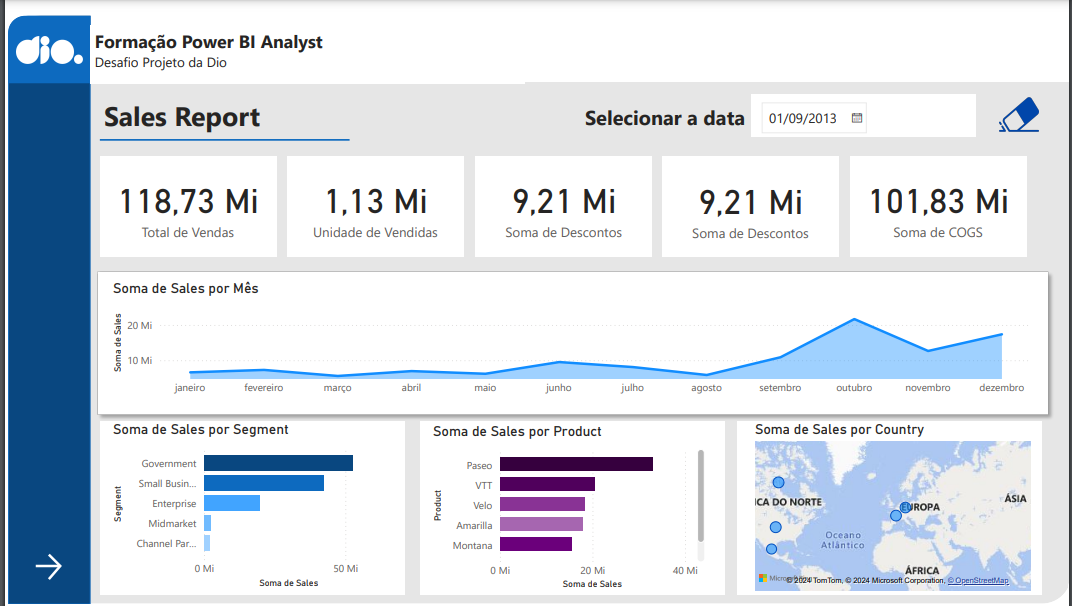 dio.
Formação Power BI Analyst
Desafio Projeto da Dio
Sales Report
Selecionar a data
01/09/2013
118,73 Mi
Total de Vendas
1,13 Mi
Unidade de Vendidas
9,21 Mi
Soma de Descontos
9,21 Mi
Soma de Descontos
101,83 Mi
Soma de COGS
Soma de Sales por Mês
Soma de Sales
20 Mi
10 Mi
janeiro
fevereiro
março
abril
maio
junho
julho
agosto
setembro
outubro
novembro
dezembro
Soma de Sales por Segment
Segment
Government
Small Busin...
Enterprise
Midmarket
Channel Par...
0 Mi
50 Mi
Soma de Sales
Soma de Sales por Product
Product
Paseo
VTT
Velo
Amarilla
Montana
0 Mi
20 Mi
40 Mi
Soma de Sales
Soma de Sales por Country
ICA DO NORTE
EUROPA
ÁSIA
Oceano
Atlântico
ÁFRICA
© 2024 TomTom, © 2024 Microsoft Corporation, © OpenStreetMap